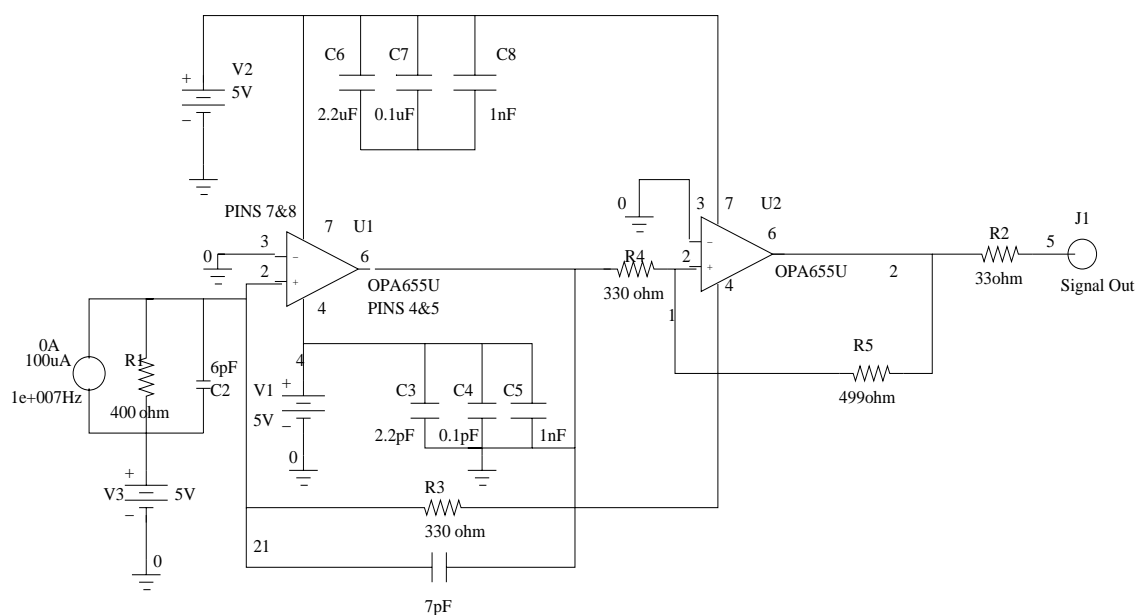 C6
C7
C8
+
V2
5V
−
2.2uF
0.1uF
1nF
PINS 7&8
7
U1
0
3
−
6
2
+
OPA655U
PINS 4&5
4
0
3
7
U2
−
6
2
+
OPA655U
4
R4
330 ohm
1
2
R2
33ohm
5
J1
Signal Out
R5
499ohm
0A
100uA
1e+007Hz
R1
400 ohm
6pF
C2
4
+
V1
5V
−
0
C3
C4
C5
2.2pF
0.1pF
1nF
+
V3
5V
−
0
R3
330 ohm
21
7pF